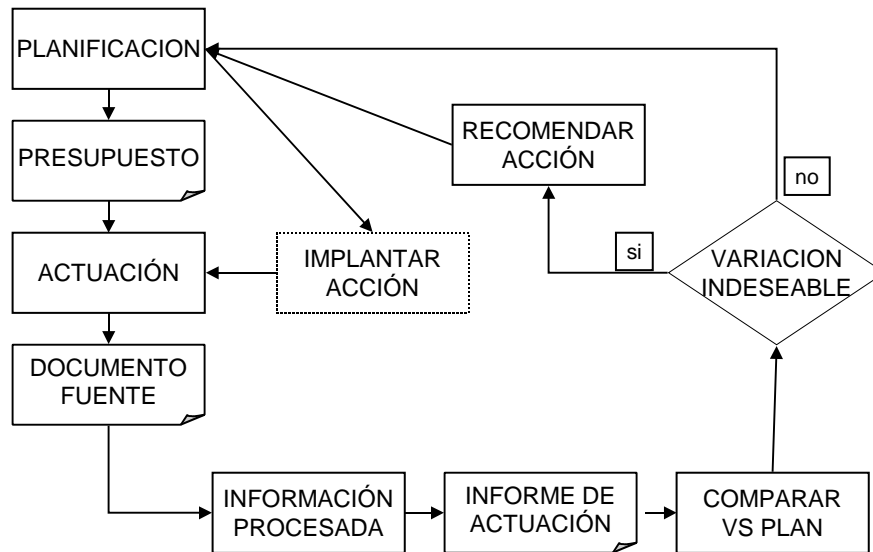 PLANIFICACION
PRESUPUESTO
RECOMENDAR
ACCIÓN
no
si
ACTUACIÓN
IMPLANTAR
ACCIÓN
VARIACION
INDESEABLE
DOCUMENTO
FUENTE
INFORMACIÓN
PROCESADA
INFORME DE
ACTUACIÓN
COMPARAR
VS PLAN